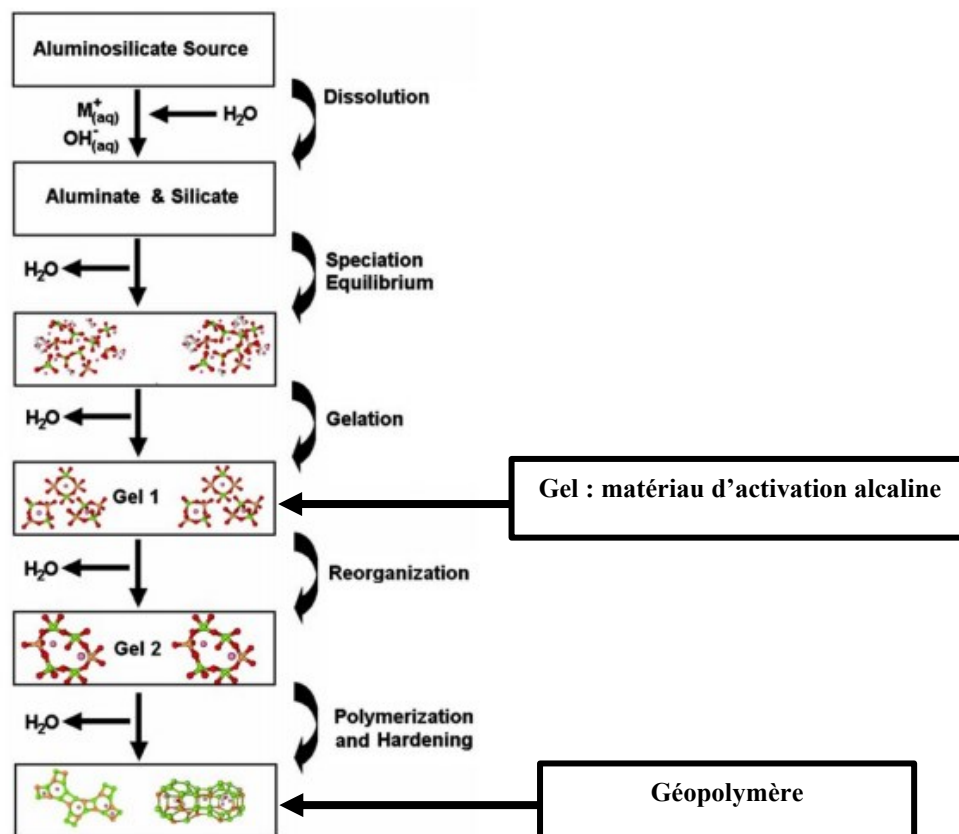 Aluminosilicate Source
M⁺(aq)
OH⁻(aq)
H₂O
Dissolution
Aluminate & Silicate
H₂O
Speciation
Equilibrium
H₂O
Gelation
Gel 1
Gel : matériau d’activation alcaline
H₂O
Reorganization
Gel 2
H₂O
Polymerization
and Hardening
Géopolymère